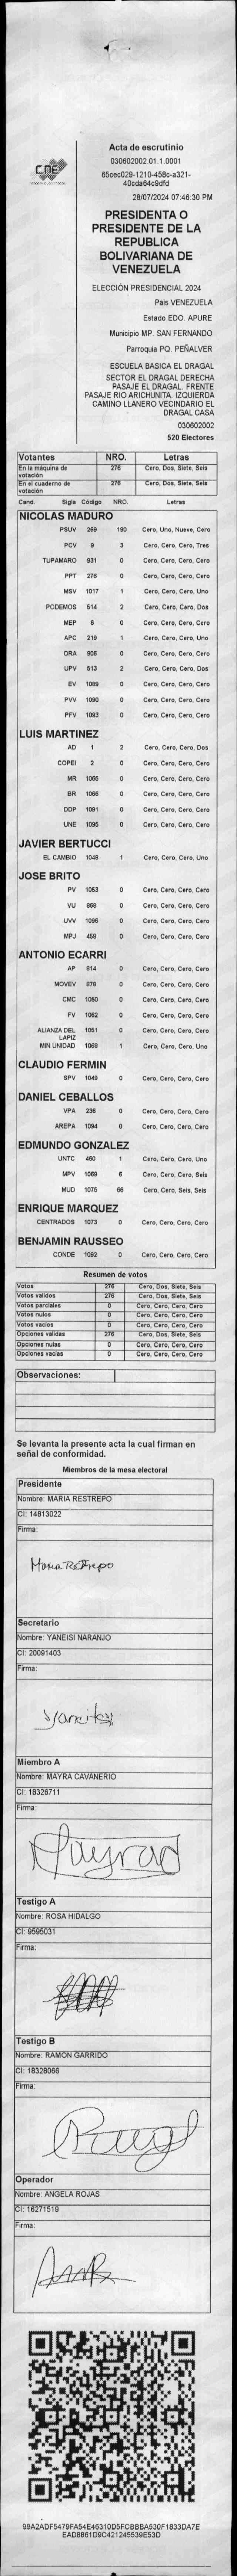 CNE
Acta de escrutinio
030602002.01.1.0001
65cec029-1210-458c-a321-
40cda64c9dfd
28/07/2024 07:46:30 PM
PRESIDENTA O
PRESIDENTE DE LA
REPUBLICA
BOLIVARIANA DE
VENEZUELA
ELECCIÓN PRESIDENCIAL 2024
País VENEZUELA
Estado EDO. APURE
Municipio MP. SAN FERNANDO
Parroquia PQ. PEÑALVER
ESCUELA BASICA EL DRAGAL
SECTOR EL DRAGAL DERECHA
PASAJE EL DRAGAL. FRENTE
PASAJE RIO ARICHUNITA. IZQUIERDA
CAMINO LLANERO VECINDARIO EL
DRAGAL CASA
030602002
520 Electores
Votantes NRO. Letras
En la máquina de votación 276 Cero, Dos, Siete, Seis
En el cuaderno de votación 276 Cero, Dos, Siete, Seis
Cand. Sigla Código NRO. Letras
NICOLAS MADURO
PSUV 269 190 Cero, Uno, Nueve, Cero
PCV 9 3 Cero, Cero, Cero, Tres
TUPAMARO 931 0 Cero, Cero, Cero, Cero
PPT 276 0 Cero, Cero, Cero, Cero
MSV 1017 1 Cero, Cero, Cero, Uno
PODEMOS 514 2 Cero, Cero, Cero, Dos
MEP 6 0 Cero, Cero, Cero, Cero
APC 219 1 Cero, Cero, Cero, Uno
ORA 906 0 Cero, Cero, Cero, Cero
UPV 513 2 Cero, Cero, Cero, Dos
EV 1089 0 Cero, Cero, Cero, Cero
PVV 1090 0 Cero, Cero, Cero, Cero
PFV 1093 0 Cero, Cero, Cero, Cero
LUIS MARTINEZ
AD 1 2 Cero, Cero, Cero, Dos
COPEI 2 0 Cero, Cero, Cero, Cero
MR 1065 0 Cero, Cero, Cero, Cero
BR 1066 0 Cero, Cero, Cero, Cero
DDP 1091 0 Cero, Cero, Cero, Cero
UNE 1095 0 Cero, Cero, Cero, Cero
JAVIER BERTUCCI
EL CAMBIO 1048 1 Cero, Cero, Cero, Uno
JOSE BRITO
PV 1053 0 Cero, Cero, Cero, Cero
VU 868 0 Cero, Cero, Cero, Cero
UVV 1096 0 Cero, Cero, Cero, Cero
MPJ 458 0 Cero, Cero, Cero, Cero
ANTONIO ECARRI
AP 814 0 Cero, Cero, Cero, Cero
MOVEV 878 0 Cero, Cero, Cero, Cero
CMC 1050 0 Cero, Cero, Cero, Cero
FV 1062 0 Cero, Cero, Cero, Cero
ALIANZA DEL LAPIZ 1051 0 Cero, Cero, Cero, Cero
MIN UNIDAD 1068 1 Cero, Cero, Cero, Uno
CLAUDIO FERMIN
SPV 1049 0 Cero, Cero, Cero, Cero
DANIEL CEBALLOS
VPA 236 0 Cero, Cero, Cero, Cero
AREPA 1094 0 Cero, Cero, Cero, Cero
EDMUNDO GONZALEZ
UNTC 460 1 Cero, Cero, Cero, Uno
MPV 1069 6 Cero, Cero, Cero, Seis
MUD 1075 66 Cero, Cero, Seis, Seis
ENRIQUE MARQUEZ
CENTRADOS 1073 0 Cero, Cero, Cero, Cero
BENJAMIN RAUSSEO
CONDE 1092 0 Cero, Cero, Cero, Cero
Resumen de votos
Votos 276 Cero, Dos, Siete, Seis
Votos validos 276 Cero, Dos, Siete, Seis
Votos parciales 0 Cero, Cero, Cero, Cero
Votos nulos 0 Cero, Cero, Cero, Cero
Votos vacios 0 Cero, Cero, Cero, Cero
Opciones validas 276 Cero, Dos, Siete, Seis
Opciones nulas 0 Cero, Cero, Cero, Cero
Opciones vacias 0 Cero, Cero, Cero, Cero
Observaciones:
Se levanta la presente acta la cual firman en
señal de conformidad.
Miembros de la mesa electoral
Presidente
Nombre: MARIA RESTREPO
CI: 14813022
Firma:
Maria Restrepo
Secretario
Nombre: YANEISI NARANJO
CI: 20091403
Firma:
Miembro A
Nombre: MAYRA CAVANERIO
CI: 18326711
Firma:
Testigo A
Nombre: ROSA HIDALGO
CI: 9595031
Firma:
Testigo B
Nombre: RAMON GARRIDO
CI: 18328066
Firma:
Operador
Nombre: ANGELA ROJAS
CI: 16271519
Firma:
99A2ADF5479FA54E46310D5FCBBBA530F1833DA7E
EAD8861D9C421245539E53D